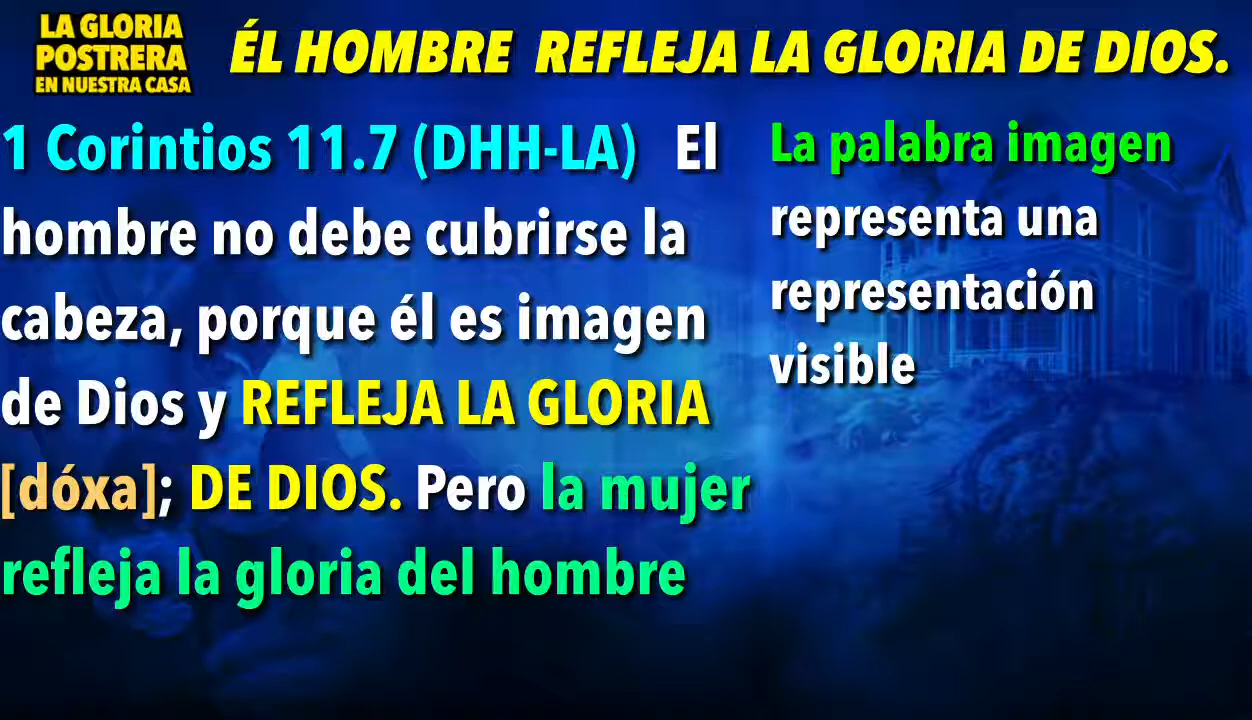 LA GLORIA
POSTRERA
EN NUESTRA CASA
ÉL HOMBRE REFLEJA LA GLORIA DE DIOS.
1 Corintios 11.7 (DHH-LA) El
hombre no debe cubrirse la
cabeza, porque él es imagen
de Dios y REFLEJA LA GLORIA
[dóxa]; DE DIOS. Pero la mujer
refleja la gloria del hombre
La palabra imagen
representa una
representación
visible